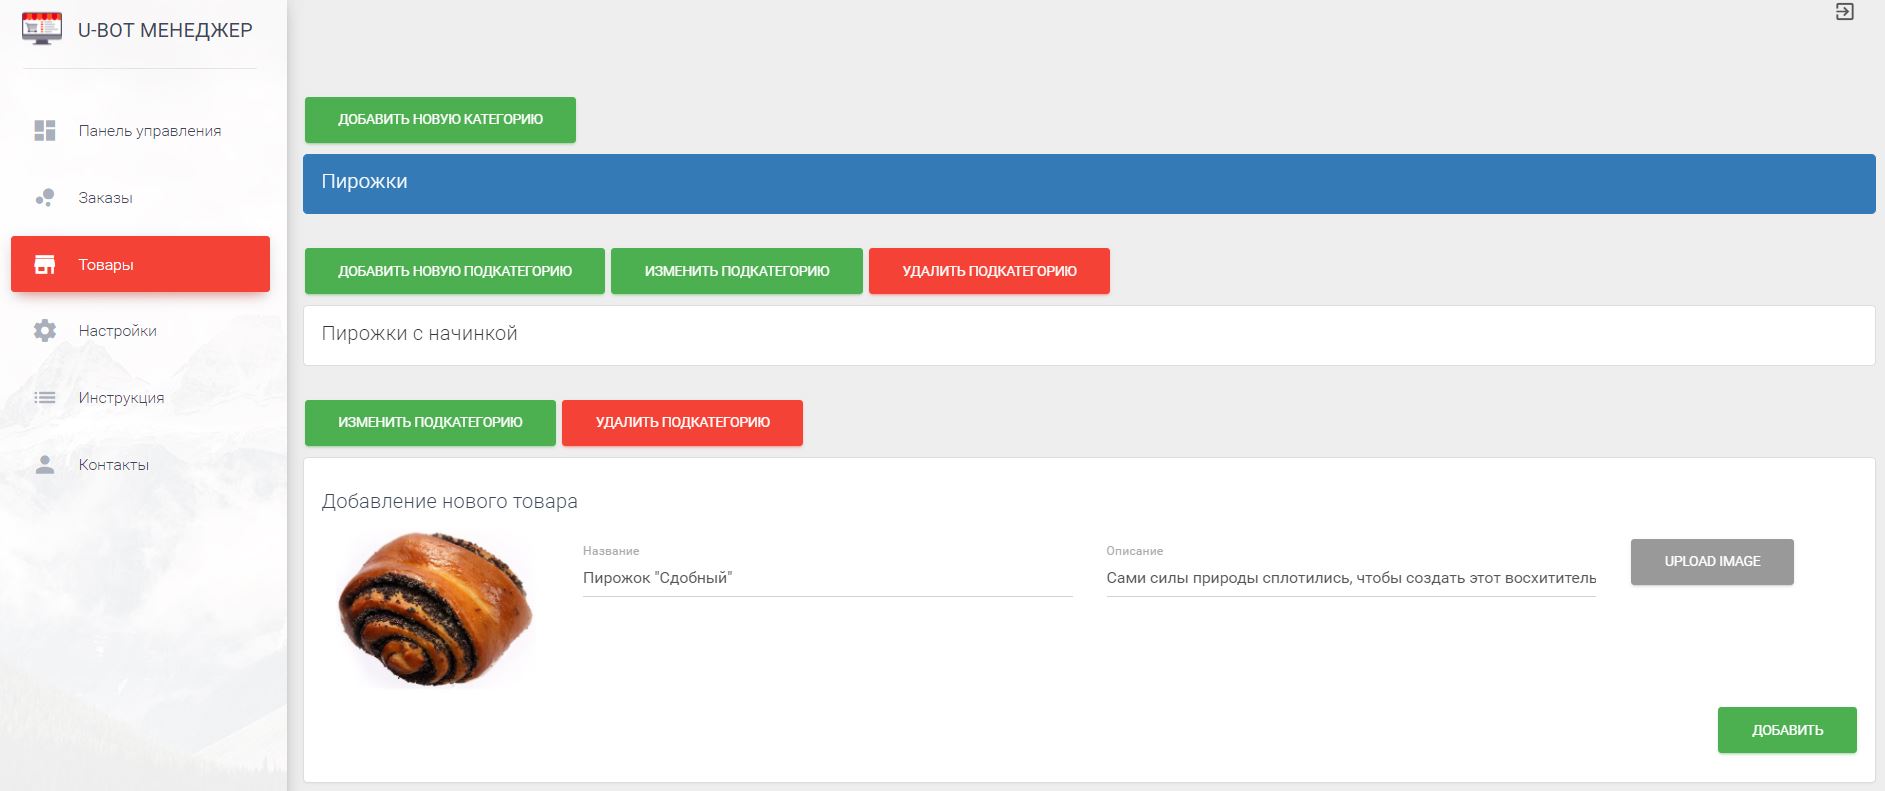 U-BOT МЕНЕДЖЕР
Панель управления
Заказы
Товары
Настройки
Инструкция
Контакты
ДОБАВИТЬ НОВУЮ КАТЕГОРИЮ
Пирожки
ДОБАВИТЬ НОВУЮ ПОДКАТЕГОРИЮ
ИЗМЕНИТЬ ПОДКАТЕГОРИЮ
УДАЛИТЬ ПОДКАТЕГОРИЮ
Пирожки с начинкой
ИЗМЕНИТЬ ПОДКАТЕГОРИЮ
УДАЛИТЬ ПОДКАТЕГОРИЮ
Добавление нового товара
Название
Пирожок "Сдобный"
Описание
Сами силы природы сплотились, чтобы создать этот восхититель
UPLOAD IMAGE
ДОБАВИТЬ